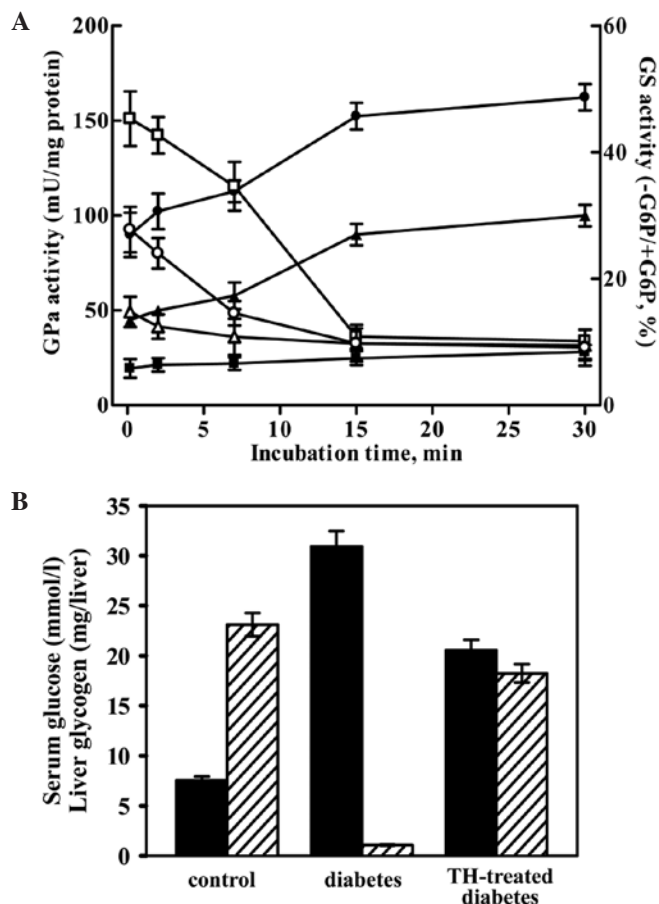 A
GPa activity (mU/mg protein)
200
150
100
50
0
GS activity (-G6P/+G6P, %)
60
40
20
0
0 5 10 15 20 25 30
Incubation time, min
B
Serum glucose (mmol/l)
Liver glycogen (mg/liver)
35
30
25
20
15
10
5
0
control diabetes TH-treated
diabetes